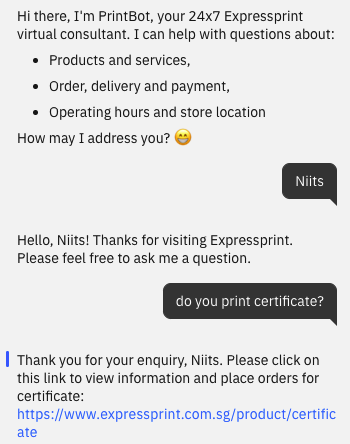 Hi there, I'm PrintBot, your 24x7 Expressprint
virtual consultant. I can help with questions about:
• Products and services,
• Order, delivery and payment,
• Operating hours and store location
How may I address you? 😁
Niits
Hello, Niits! Thanks for visiting Expressprint.
Please feel free to ask me a question.
do you print certificate?
Thank you for your enquiry, Niits. Please click on
this link to view information and place orders for
certificate:
https://www.expressprint.com.sg/product/certific
ate